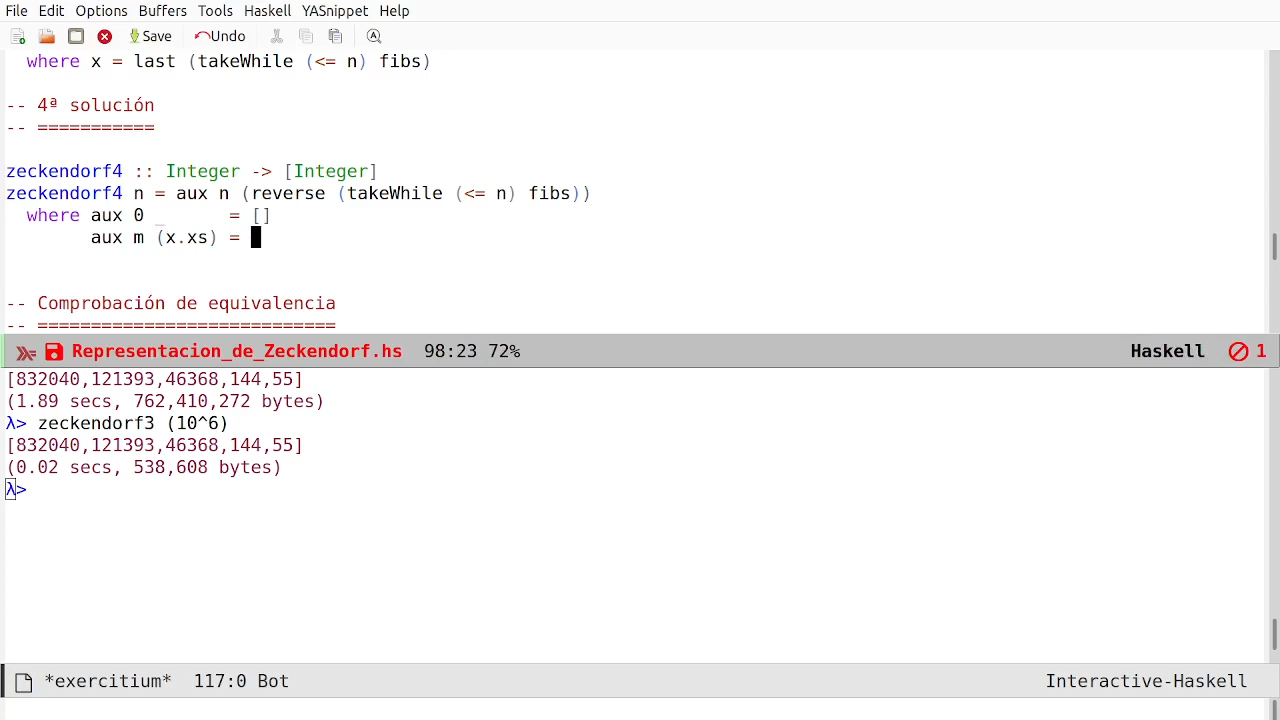 File Edit Options Buffers Tools Haskell YASnippet Help
Save Undo
where x = last (takeWhile (<= n) fibs)
-- 4ª solución
-- ===========
zeckendorf4 :: Integer -> [Integer]
zeckendorf4 n = aux n (reverse (takeWhile (<= n) fibs))
where aux 0 _ = []
aux m (x.xs) =
-- Comprobación de equivalencia
-- ============================
Representacion_de_Zeckendorf.hs 98:23 72% Haskell 1
[832040,121393,46368,144,55]
(1.89 secs, 762,410,272 bytes)
λ> zeckendorf3 (10^6)
[832040,121393,46368,144,55]
(0.02 secs, 538,608 bytes)
λ>
*exercitium* 117:0 Bot Interactive-Haskell